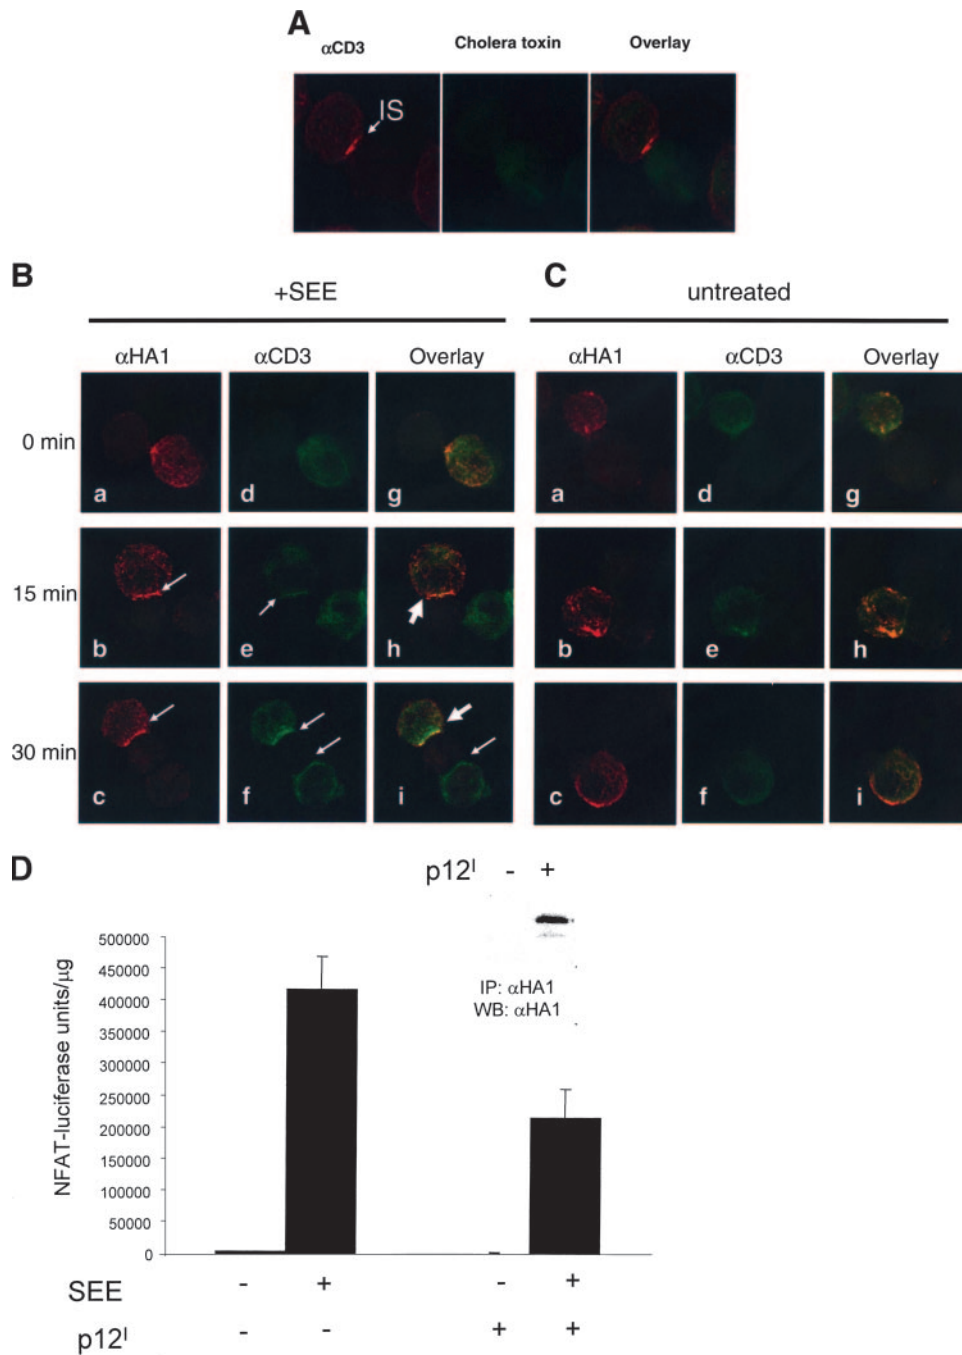 A
αCD3 Cholera toxin Overlay
IS
B +SEE C untreated
αHA1 αCD3 Overlay αHA1 αCD3 Overlay
0 min
a d g a d g
15 min
b e h b e h
30 min
c f i c f i
D
p12ᴵ - +
IP: αHA1
WB: αHA1
NFAT-luciferase units/μg
500000
450000
400000
350000
300000
250000
200000
150000
100000
50000
0
SEE - + - +
p12ᴵ - - + +